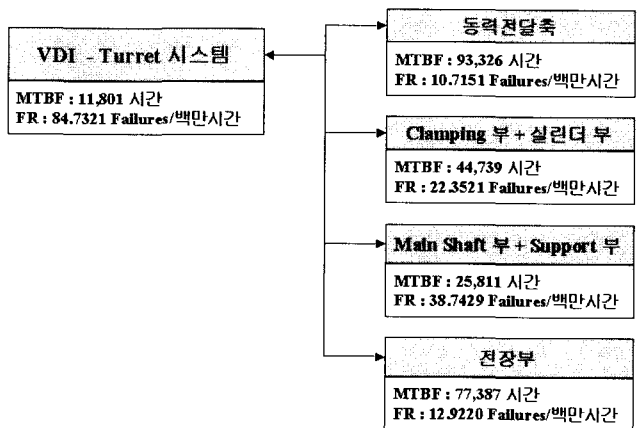 VDI - Turret 시스템
MTBF : 11,801 시간
FR : 84.7321 Failures/백만시간
동력전달축
MTBF : 93,326 시간
FR : 10.7151 Failures/백만시간
Clamping 부 + 실린더 부
MTBF : 44,739 시간
FR : 22.3521 Failures/백만시간
Main Shaft 부 + Support 부
MTBF : 25,811 시간
FR : 38.7429 Failures/백만시간
전장부
MTBF : 77,387 시간
FR : 12.9220 Failures/백만시간